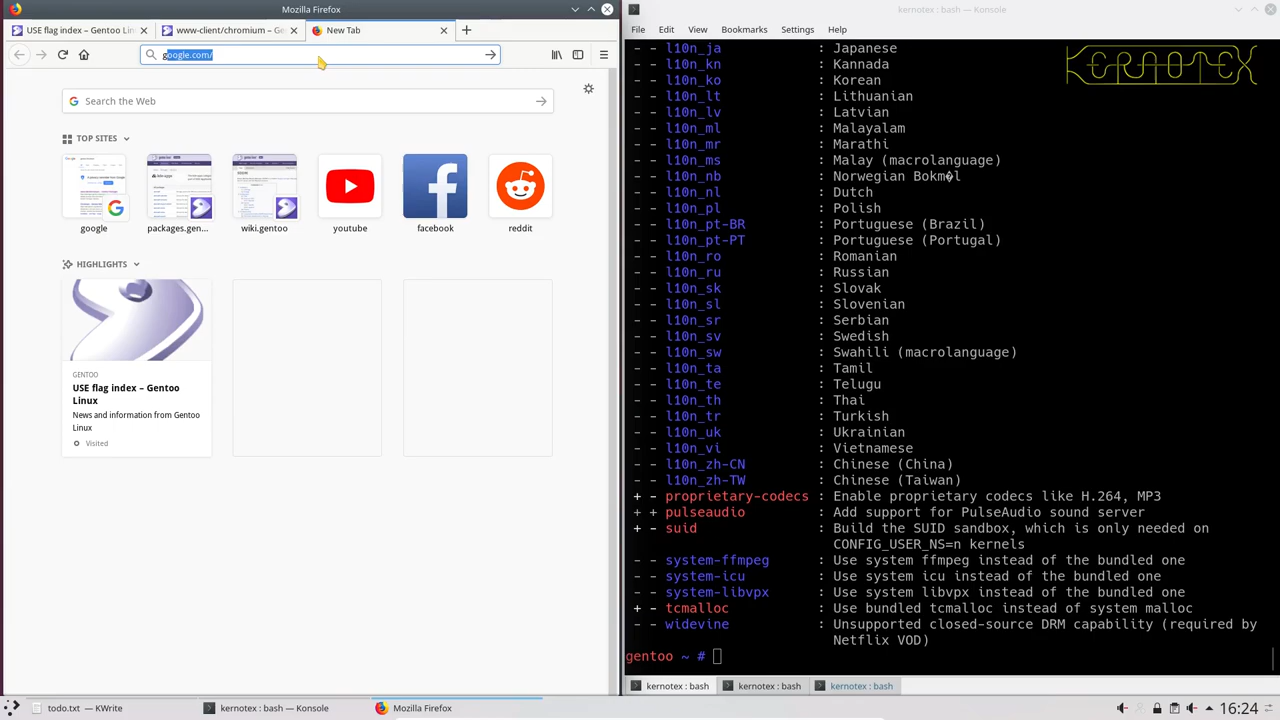 Mozilla Firefox
USE flag index – Gentoo Lin
www-client/chromium – Ge
New Tab
google.com/
Search the Web
TOP SITES
google
packages.gen...
wiki.gentoo
youtube
facebook
reddit
HIGHLIGHTS
GENTOO
USE flag index – Gentoo
Linux
News and information from Gentoo
Linux
Visited
kernotex : bash — Konsole
File Edit View Bookmarks Settings Help
KERNOTEX
- - l10n_ja : Japanese
- - l10n_kn : Kannada
- - l10n_ko : Korean
- - l10n_lt : Lithuanian
- - l10n_lv : Latvian
- - l10n_ml : Malayalam
- - l10n_mr : Marathi
- - l10n_ms : Malay (macrolanguage)
- - l10n_nb : Norwegian Bokm�l
- - l10n_nl : Dutch
- - l10n_pl : Polish
- - l10n_pt-BR : Portuguese (Brazil)
- - l10n_pt-PT : Portuguese (Portugal)
- - l10n_ro : Romanian
- - l10n_ru : Russian
- - l10n_sk : Slovak
- - l10n_sl : Slovenian
- - l10n_sr : Serbian
- - l10n_sv : Swedish
- - l10n_sw : Swahili (macrolanguage)
- - l10n_ta : Tamil
- - l10n_te : Telugu
- - l10n_th : Thai
- - l10n_tr : Turkish
- - l10n_uk : Ukrainian
- - l10n_vi : Vietnamese
- - l10n_zh-CN : Chinese (China)
- - l10n_zh-TW : Chinese (Taiwan)
+ - proprietary-codecs : Enable proprietary codecs like H.264, MP3
+ + pulseaudio : Add support for PulseAudio sound server
+ - suid : Build the SUID sandbox, which is only needed on
CONFIG_USER_NS=n kernels
- - system-ffmpeg : Use system ffmpeg instead of the bundled one
- - system-icu : Use system icu instead of the bundled one
- - system-libvpx : Use system libvpx instead of the bundled one
+ - tcmalloc : Use bundled tcmalloc instead of system malloc
- - widevine : Unsupported closed-source DRM capability (required by
Netflix VOD)
gentoo ~ #
kernotex : bash
kernotex : bash
kernotex : bash
todo.txt — KWrite
kernotex : bash — Konsole
Mozilla Firefox
16:24